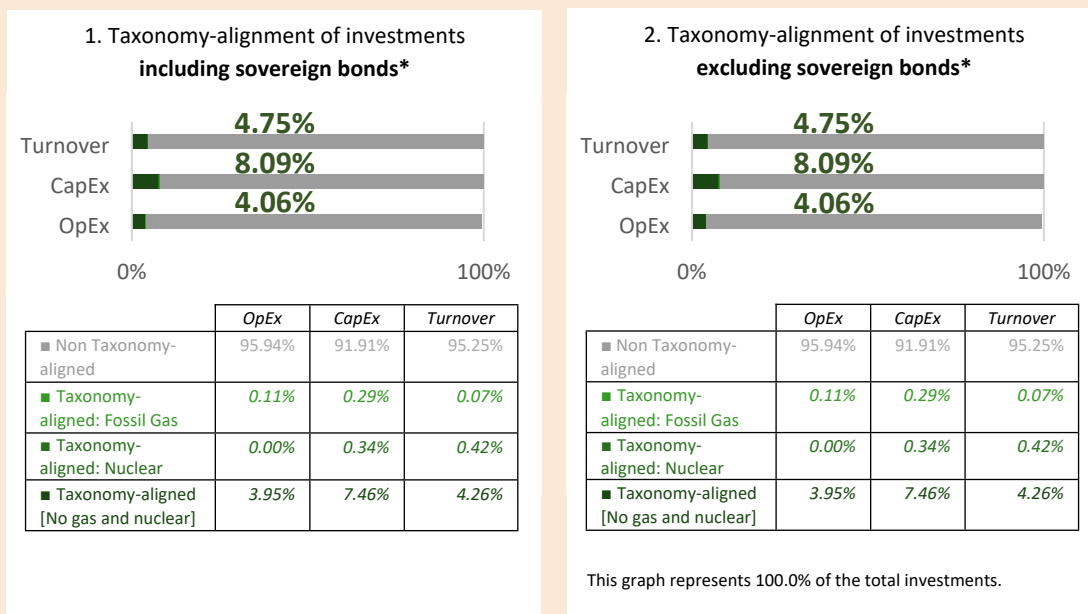 1. Taxonomy-alignment of investments
including sovereign bonds*
4.75%
Turnover
8.09%
CapEx
4.06%
OpEx
0% 100%
OpEx CapEx Turnover
■ Non Taxonomy-
aligned 95.94% 91.91% 95.25%
■ Taxonomy-
aligned: Fossil Gas 0.11% 0.29% 0.07%
■ Taxonomy-
aligned: Nuclear 0.00% 0.34% 0.42%
■ Taxonomy-aligned
[No gas and nuclear] 3.95% 7.46% 4.26%
2. Taxonomy-alignment of investments
excluding sovereign bonds*
4.75%
Turnover
8.09%
CapEx
4.06%
OpEx
0% 100%
OpEx CapEx Turnover
■ Non Taxonomy-
aligned 95.94% 91.91% 95.25%
■ Taxonomy-
aligned: Fossil Gas 0.11% 0.29% 0.07%
■ Taxonomy-
aligned: Nuclear 0.00% 0.34% 0.42%
■ Taxonomy-aligned
[No gas and nuclear] 3.95% 7.46% 4.26%
This graph represents 100.0% of the total investments.